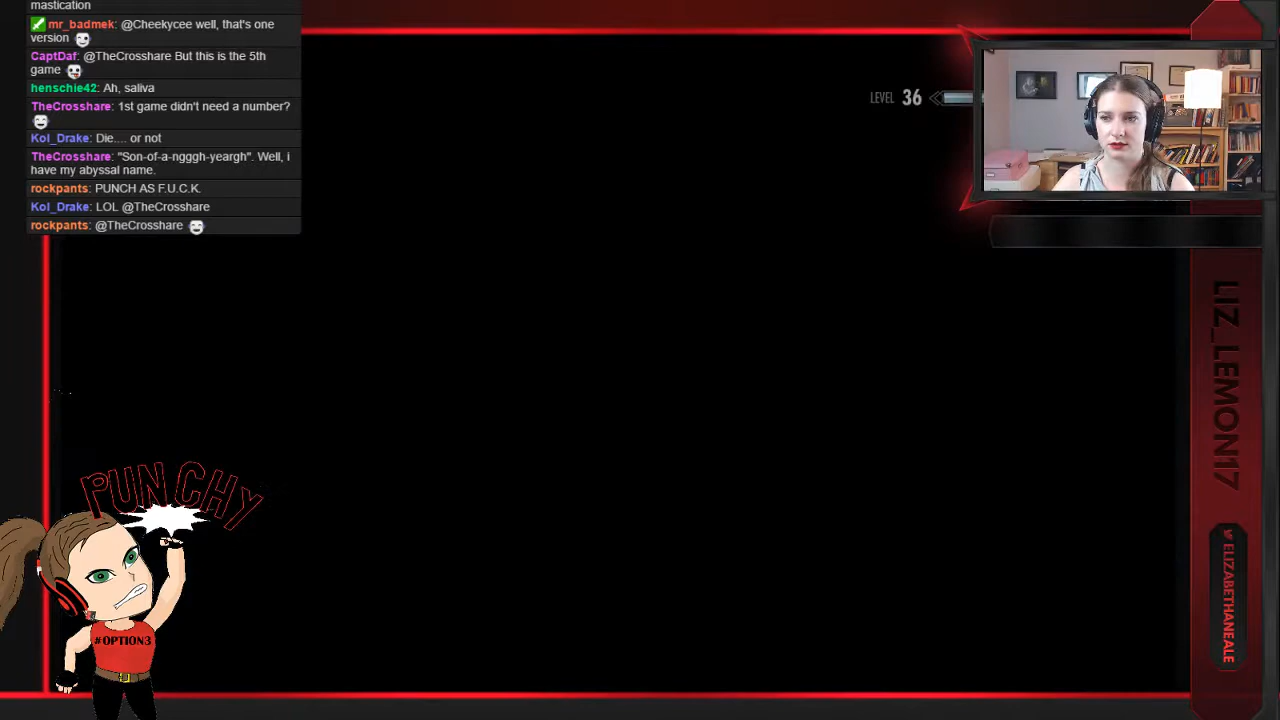 mastication
mr_badmek: @Cheekycee well, that's one
version
CaptDaf: @TheCrosshare But this is the 5th
game
henschie42: Ah, saliva
TheCrosshare: 1st game didn't need a number?
Kol_Drake: Die.... or not
TheCrosshare: "Son-of-a-ngggh-yeargh". Well, i
have my abyssal name.
rockpants: PUNCH AS F.U.C.K.
Kol_Drake: LOL @TheCrosshare
rockpants: @TheCrosshare
LEVEL 36
LIZ_LEMON17
ELIZABETHANEALE
PUNCHY
#OPTION3